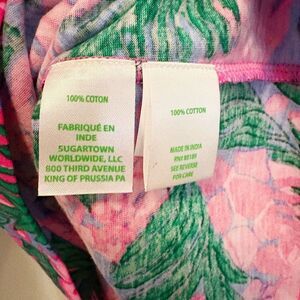 100% COTTON
FABRIQUÉ EN
INDE
SUGARTOWN
WORLDWIDE, LLC
800 THIRD AVENUE
KING OF PRUSSIA PA
100% COTTON
MADE IN INDIA
RN# 88189
SEE REVERSE
FOR CARE